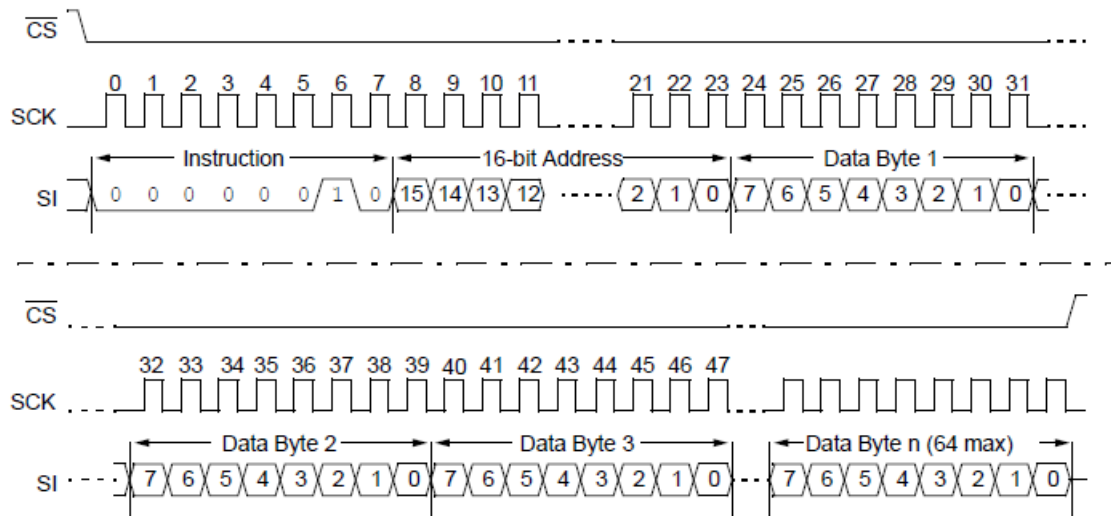 CS
0 1 2 3 4 5 6 7 8 9 10 11 21 22 23 24 25 26 27 28 29 30 31
SCK
Instruction 16-bit Address Data Byte 1
SI 0 0 0 0 0 0 1 0 15 14 13 12 2 1 0 7 6 5 4 3 2 1 0
CS
32 33 34 35 36 37 38 39 40 41 42 43 44 45 46 47
SCK
Data Byte 2 Data Byte 3 Data Byte n (64 max)
SI 7 6 5 4 3 2 1 0 7 6 5 4 3 2 1 0 7 6 5 4 3 2 1 0